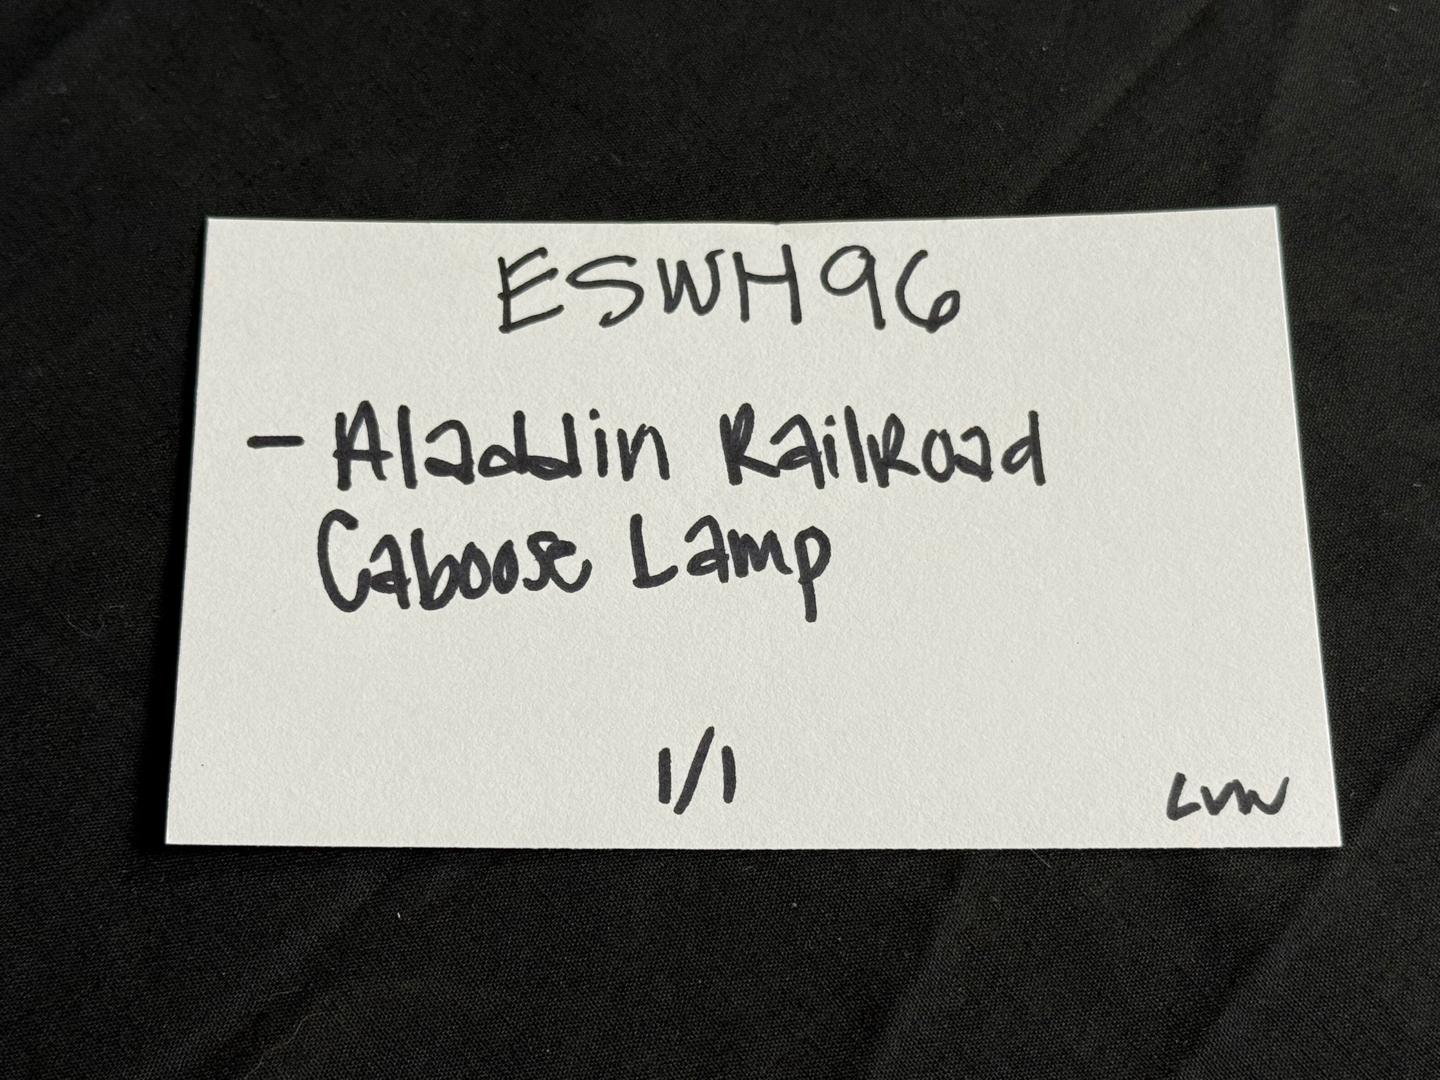 ESWH96
- Aladdin Railroad
Caboose Lamp
1/1
LVW